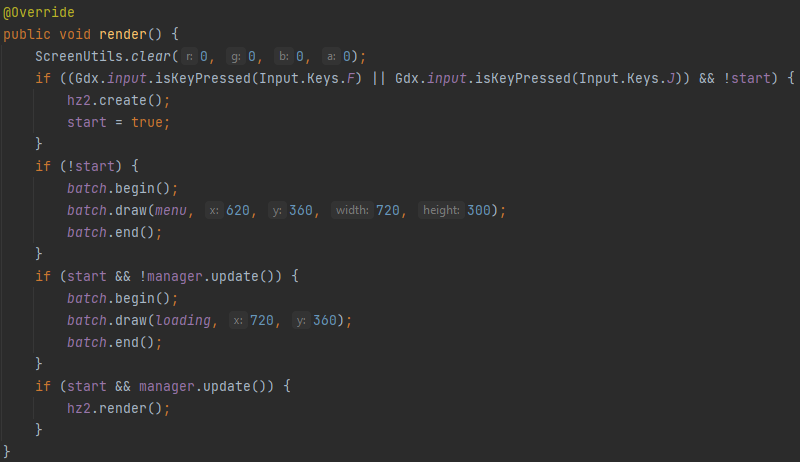 @Override
public void render() {
    ScreenUtils.clear( r: 0, g: 0, b: 0, a: 0);
    if ((Gdx.input.isKeyPressed(Input.Keys.F) || Gdx.input.isKeyPressed(Input.Keys.J)) && !start) {
        hz2.create();
        start = true;
    }
    if (!start) {
        batch.begin();
        batch.draw(menu, x: 620, y: 360, width: 720, height: 300);
        batch.end();
    }
    if (start && !manager.update()) {
        batch.begin();
        batch.draw(loading, x: 720, y: 360);
        batch.end();
    }
    if (start && manager.update()) {
        hz2.render();
    }
}